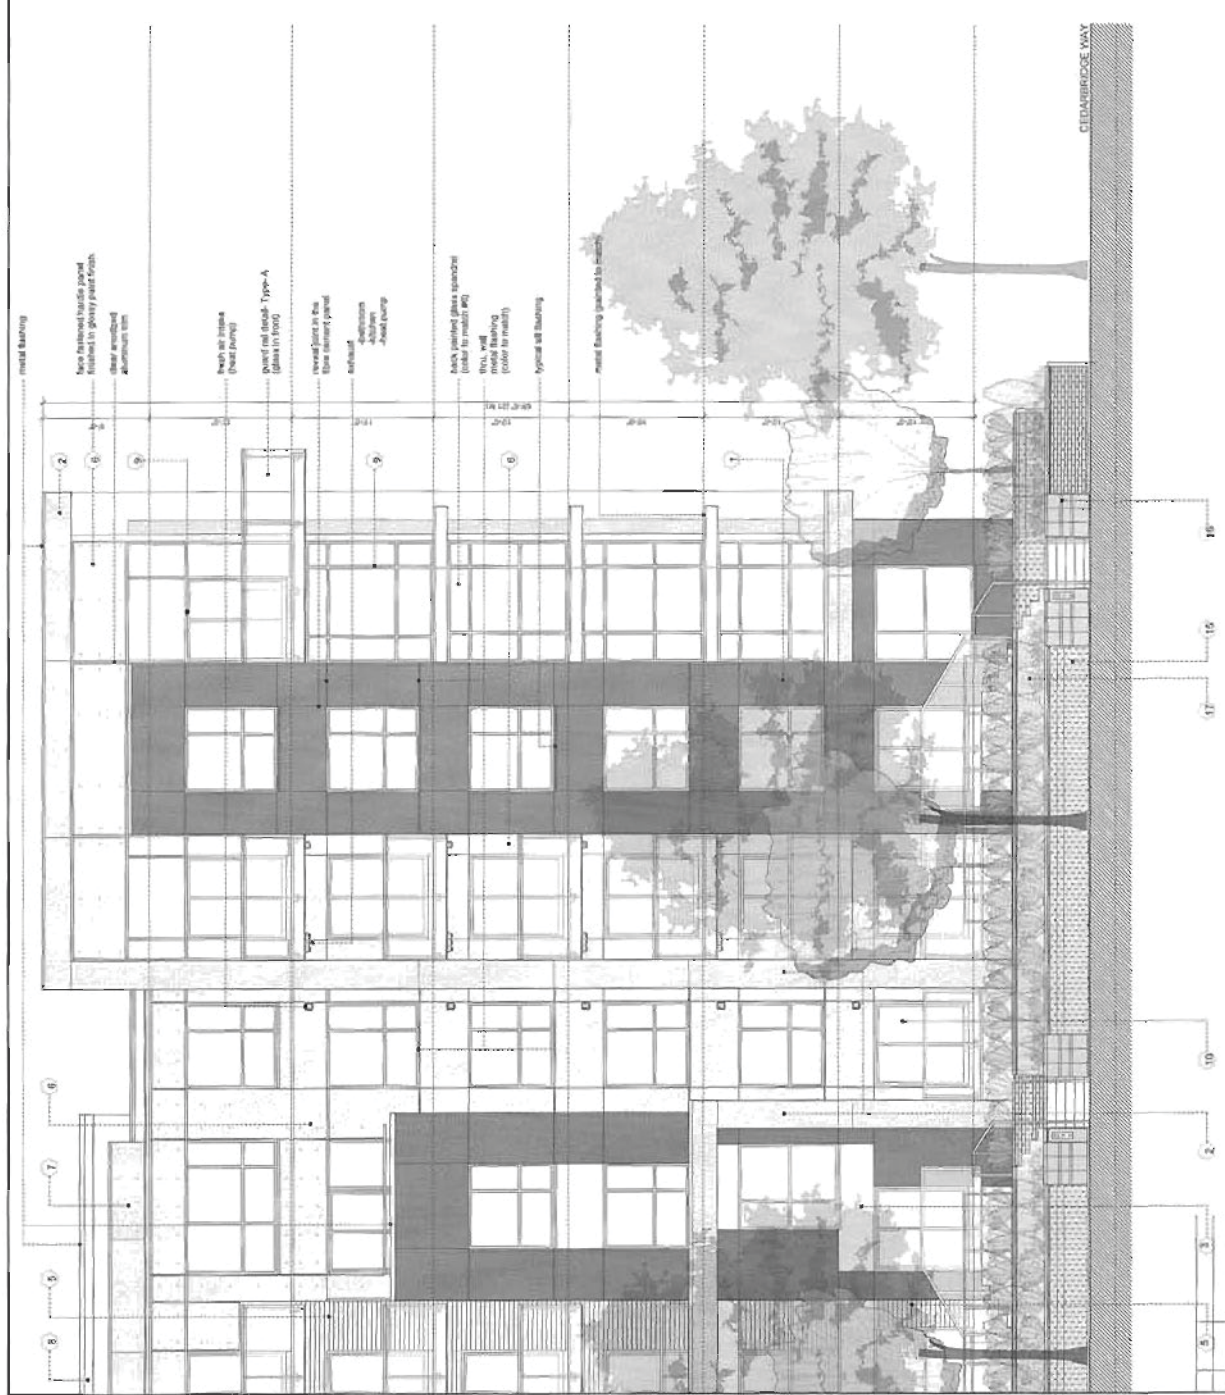 metal flashing
face fastened hardie panel
finished in glossy paint finish
clear anodized
aluminum trim
fresh air intake
(heat pump)
guard rail detail- Type-A
(glass in front)
reveal joint in the
fibre cement panel
exhaust
-bathroom
-kitchen
-heat pump
back painted glass spandrel
(color to match #6)
thru. wall
metal flashing
(color to match)
typical sill flashing
metal flashing (painted to match)
CEDARBRIDGE WAY
2
6
9
9
6
1
8
5
7
6
5
3
2
10
17
15
16